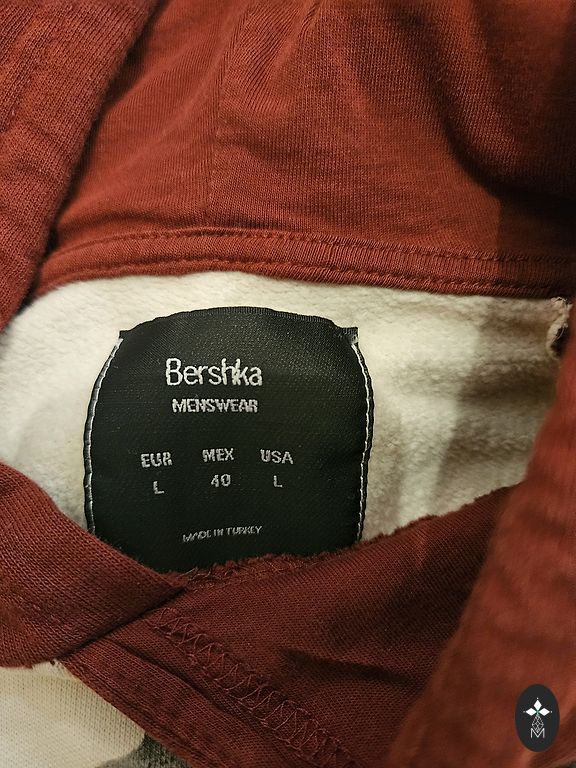 Bershka
MENSWEAR
EUR MEX USA
L 40 L
MADE IN TURKEY
M